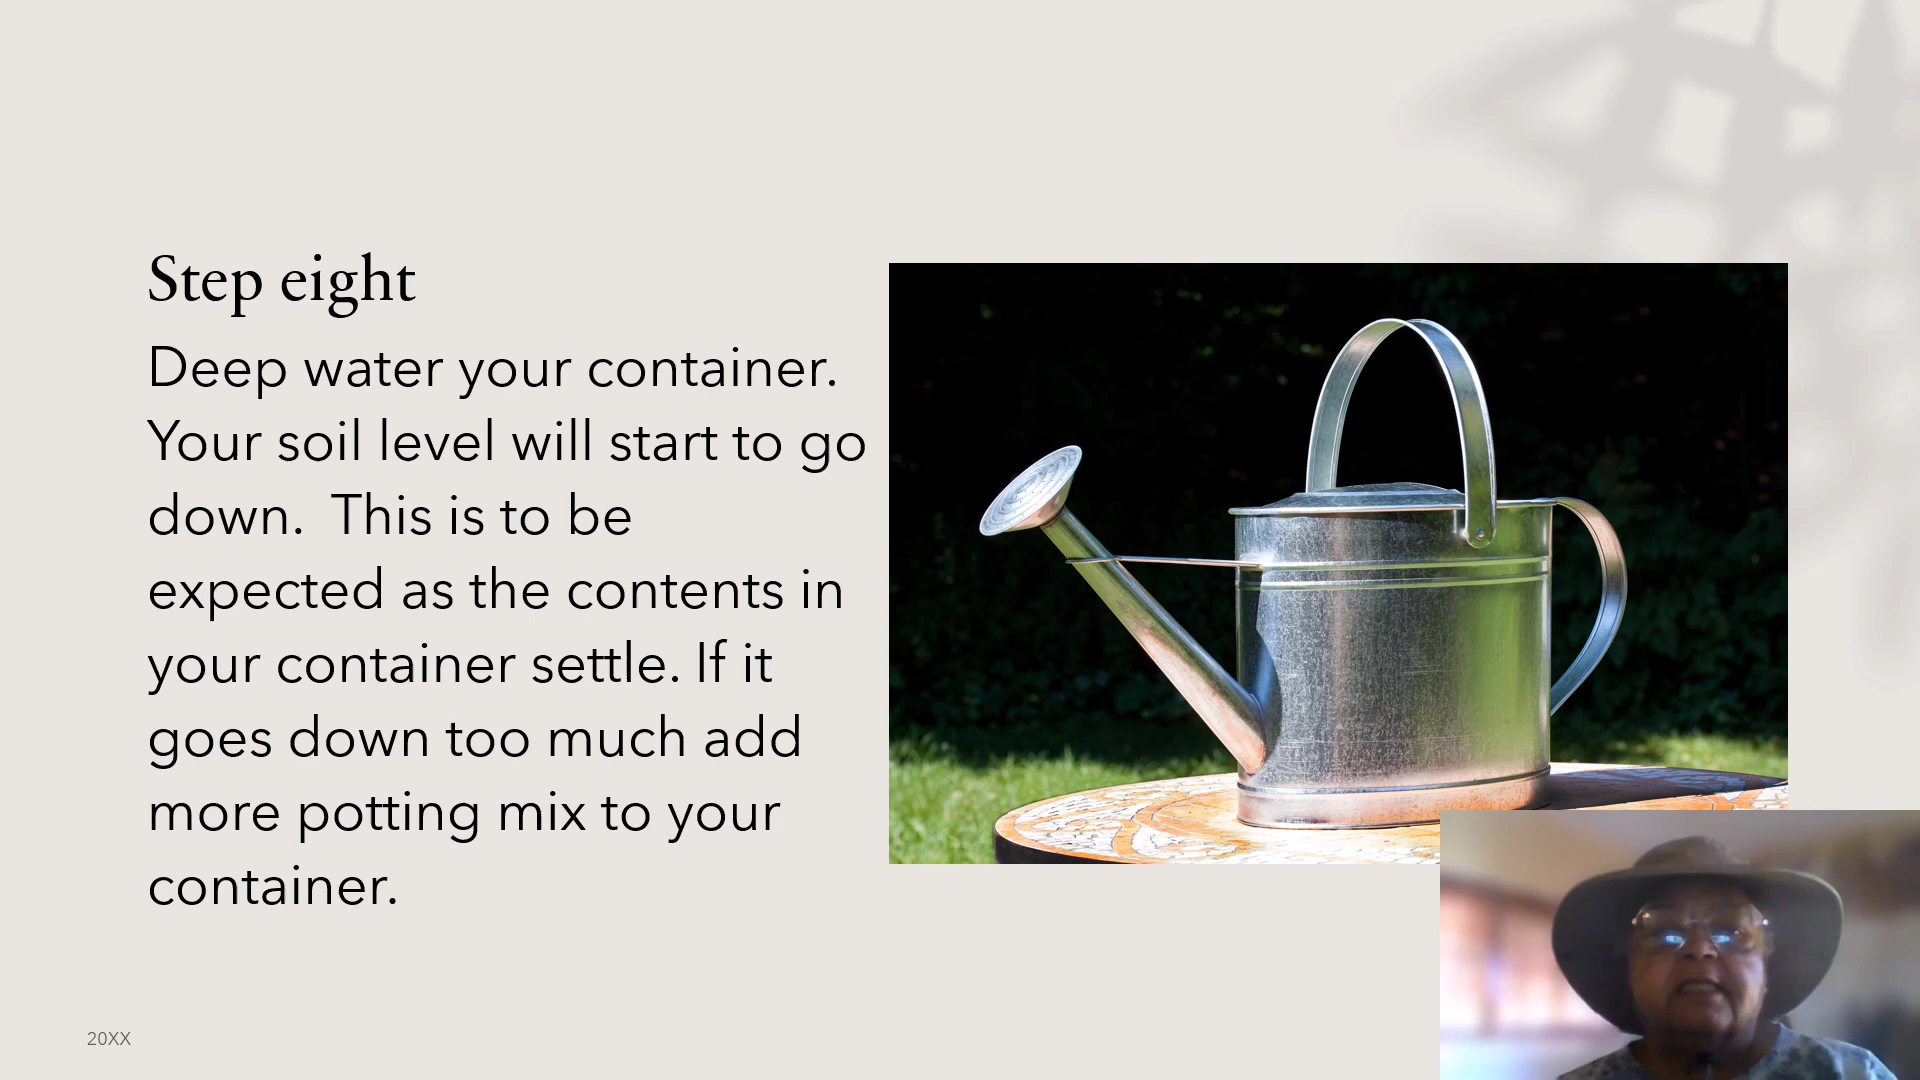 Step eight
Deep water your container.
Your soil level will start to go
down.  This is to be
expected as the contents in
your container settle. If it
goes down too much add
more potting mix to your
container.
20XX